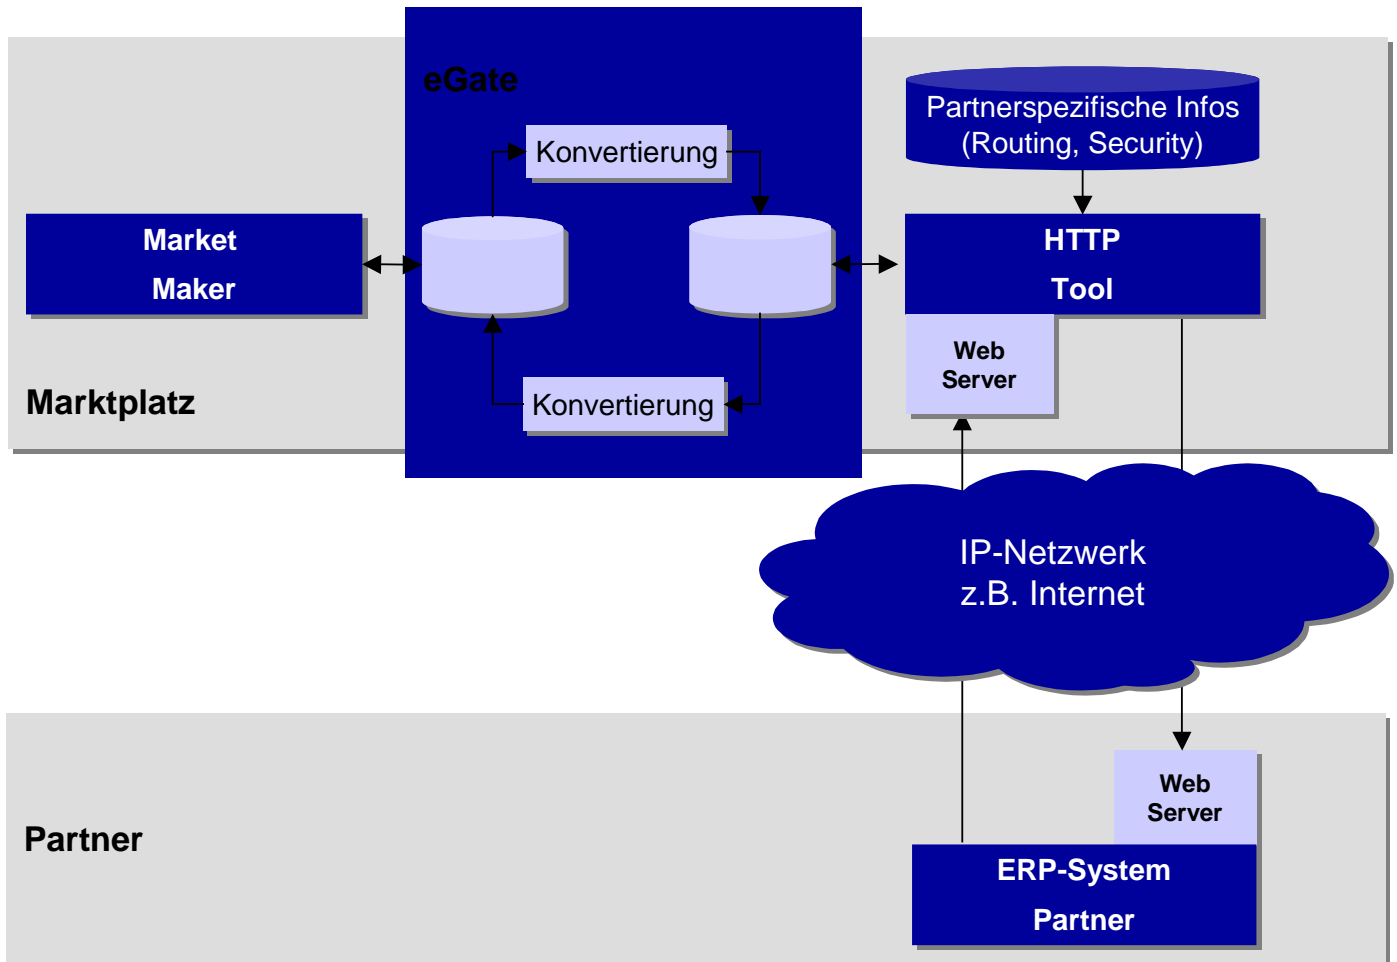 eGate
Partnerspezifische Infos
(Routing, Security)
Konvertierung
Market
Maker
HTTP
Tool
Web
Server
Marktplatz
Konvertierung
IP-Netzwerk
z.B. Internet
Web
Server
Partner
ERP-System
Partner